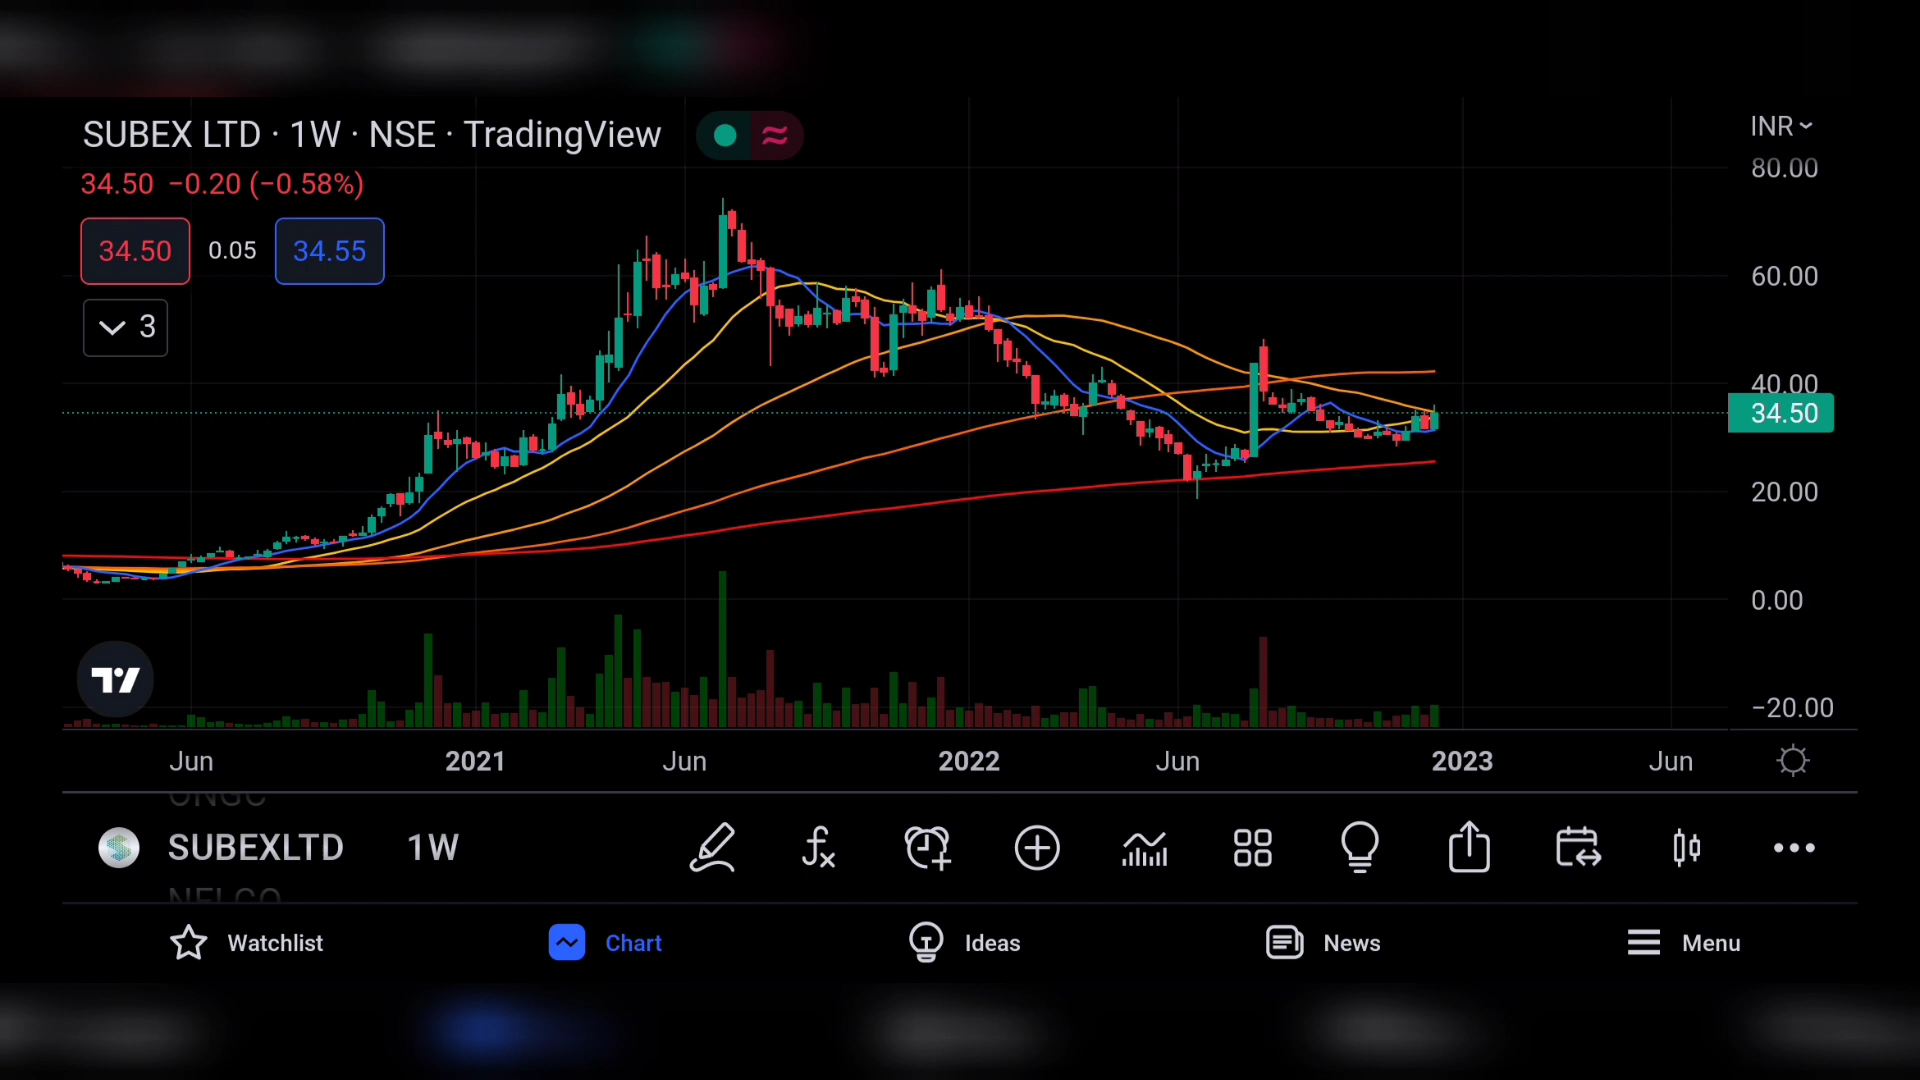 SUBEX LTD · 1W · NSE · TradingView
INR
34.50 −0.20 (−0.58%)
34.50 0.05 34.55
3
80.00
60.00
40.00
34.50
20.00
0.00
−20.00
Jun 2021 Jun 2022 Jun 2023 Jun
ONGC
SUBEXLTD 1W
NELCO
Watchlist Chart Ideas News Menu